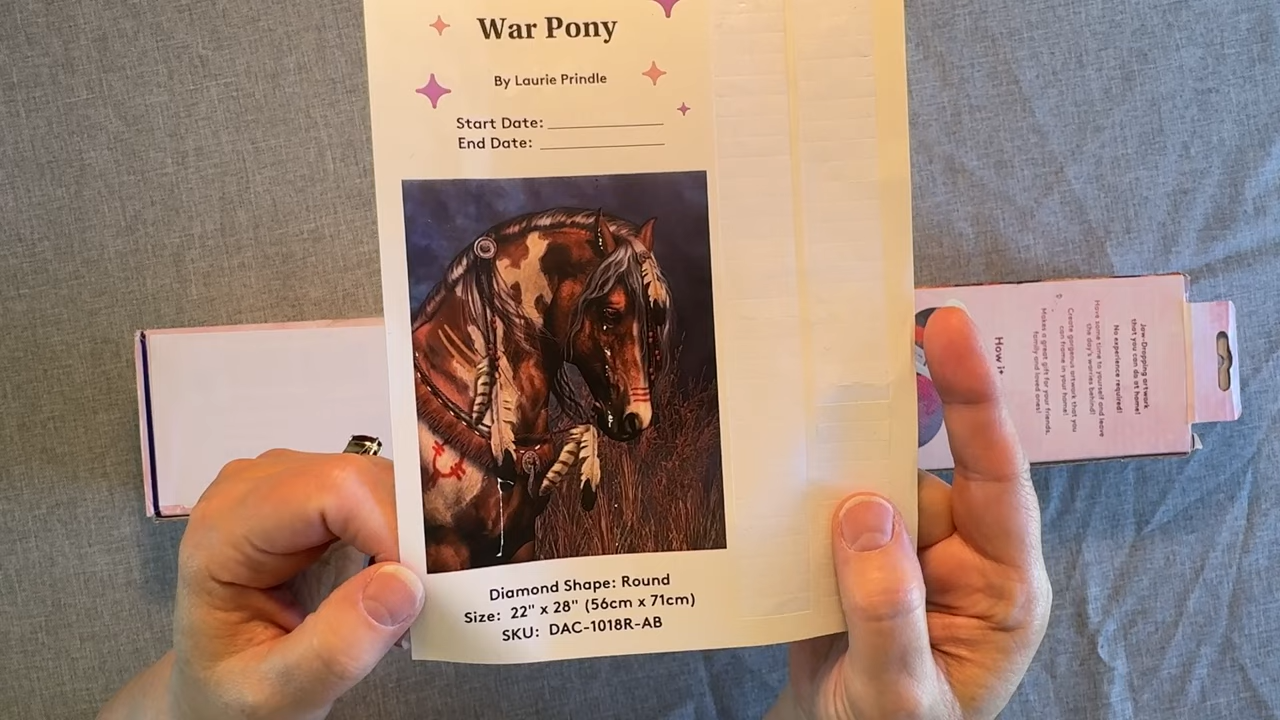 War Pony
By Laurie Prindle
Start Date:
End Date:
Diamond Shape: Round
Size: 22" x 28" (56cm x 71cm)
SKU: DAC-1018R-AB
Jaw-Dropping artwork
that you can do at home!
No experience required!
Have some time to yourself and leave
the day's worries behind!
Create gorgeous artwork that you
can frame in your home!
Makes a great gift for your friends,
family and loved ones!
How it